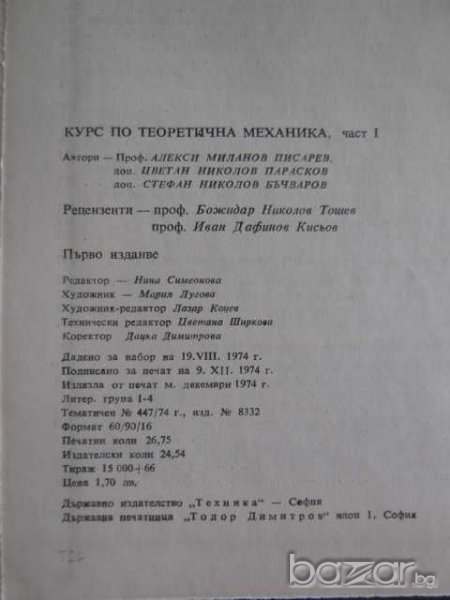 КУРС ПО ТЕОРЕТИЧНА МЕХАНИКА, част I
Автори — Проф. АЛЕКСИ МИЛАНОВ ПИСАРЕВ,
доц. ЦВЕТАН НИКОЛОВ ПАРАСКОВ
доц. СТЕФАН НИКОЛОВ БЪЧВАРОВ
Рецензенти — проф. Божидар Николов Тошев
проф. Иван Дафинов Кисьов
Първо издание
Редактор — Нина Симеонова
Художник — Мария Лугова
Художник-редактор Лазар Коцев
Технически редактор Цветана Ширкова
Коректор Дацка Димитрова
Дадено за набор на 19.VIII. 1974 г.
Подписано за печат на 9. XII. 1974 г.
Излязла от печат м. декември 1974 г.
Литер. група I-4
Тематичен № 447/74 г., изд. № 8332
Формат 60/90/16
Печатни коли 26,75
Издателски коли 24,54
Тираж 15 000+66
Цена 1,70 лв.
Държавно издателство „Техника" — София
Държавна печатница „Тодор Димитров" клон I, София
bazar.bg